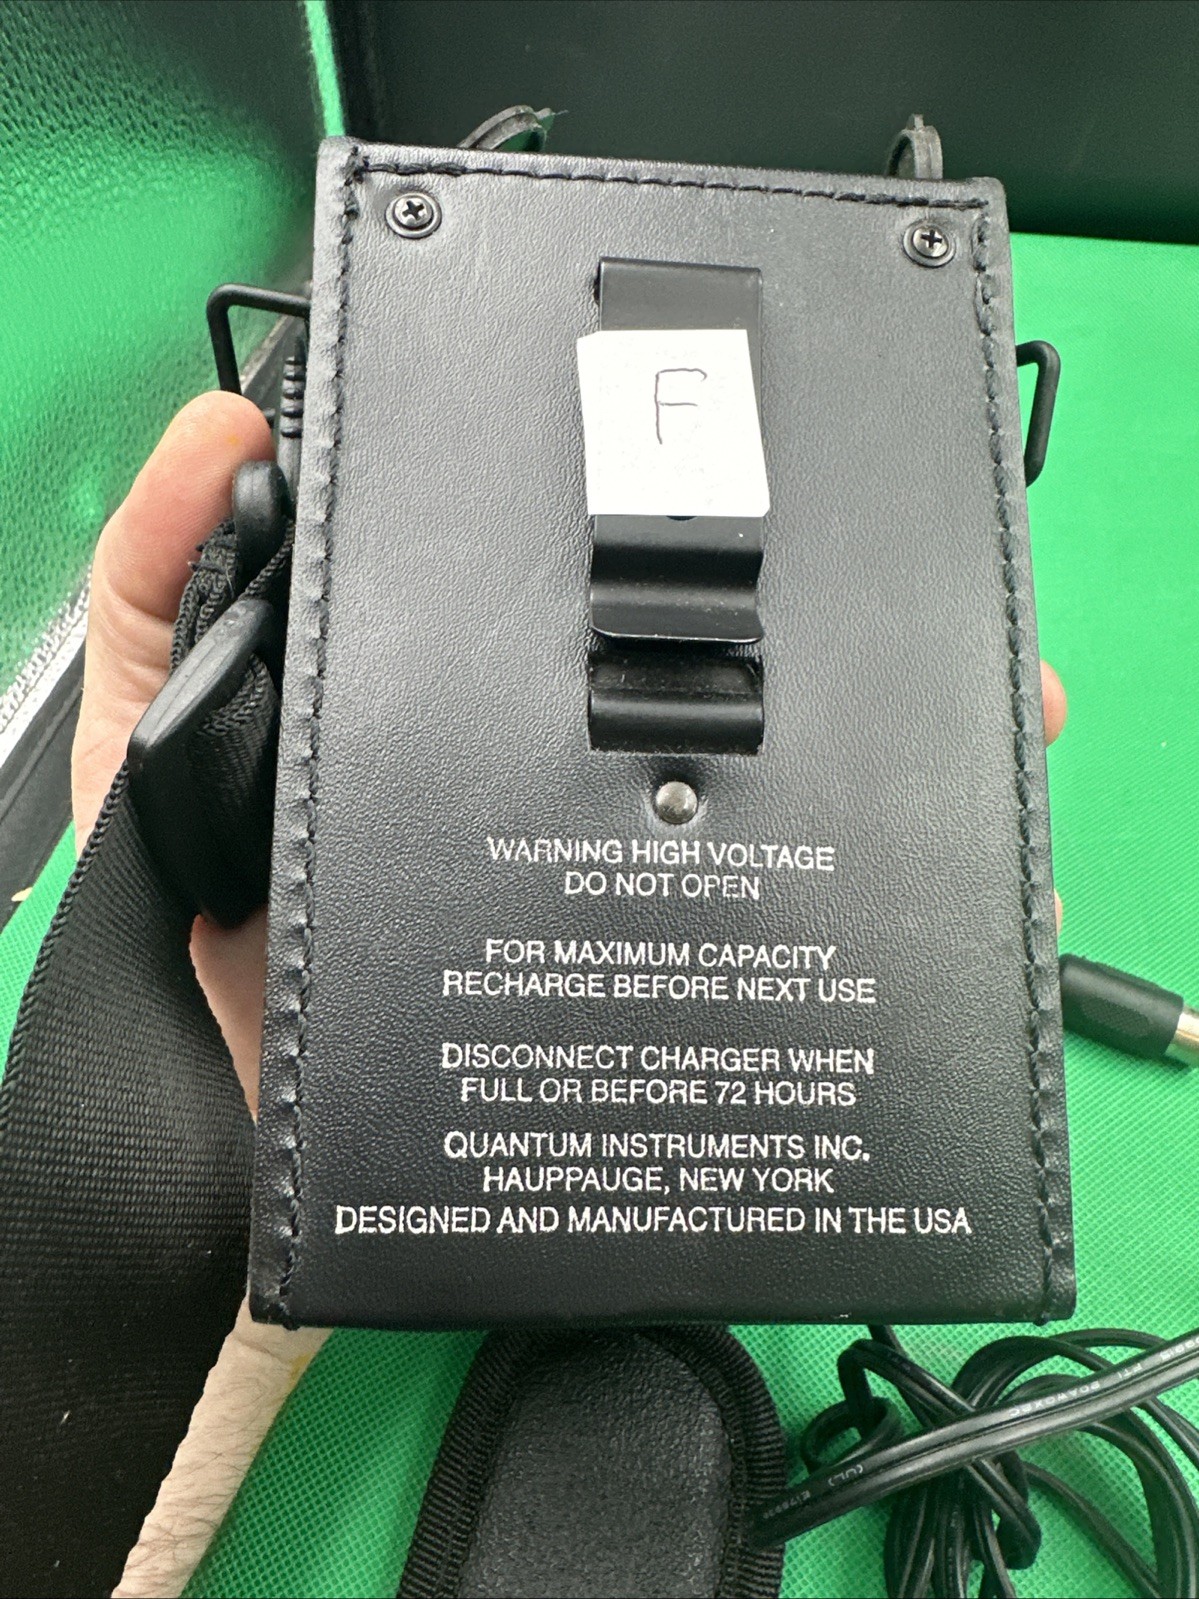 F
WARNING HIGH VOLTAGE
DO NOT OPEN
FOR MAXIMUM CAPACITY
RECHARGE BEFORE NEXT USE
DISCONNECT CHARGER WHEN
FULL OR BEFORE 72 HOURS
QUANTUM INSTRUMENTS INC.
HAUPPAUGE, NEW YORK
DESIGNED AND MANUFACTURED IN THE USA
(UL)